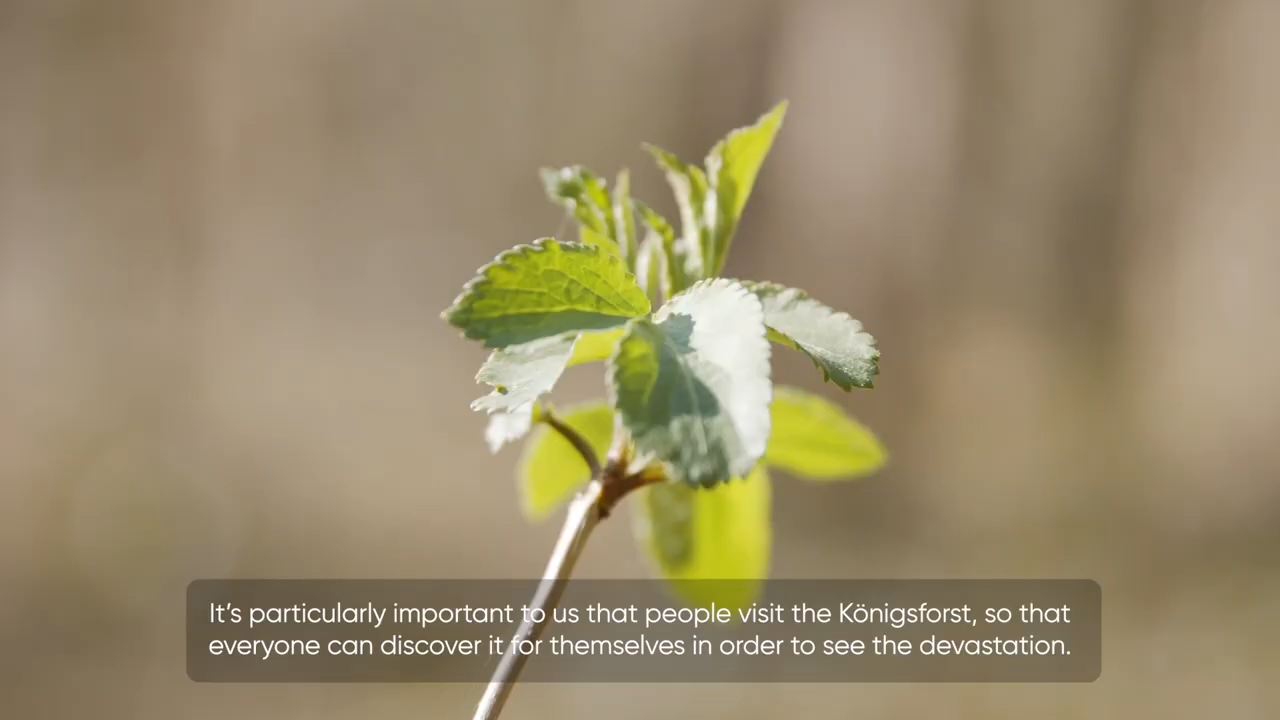 It's particularly important to us that people visit the Königsforst, so that
everyone can discover it for themselves in order to see the devastation.